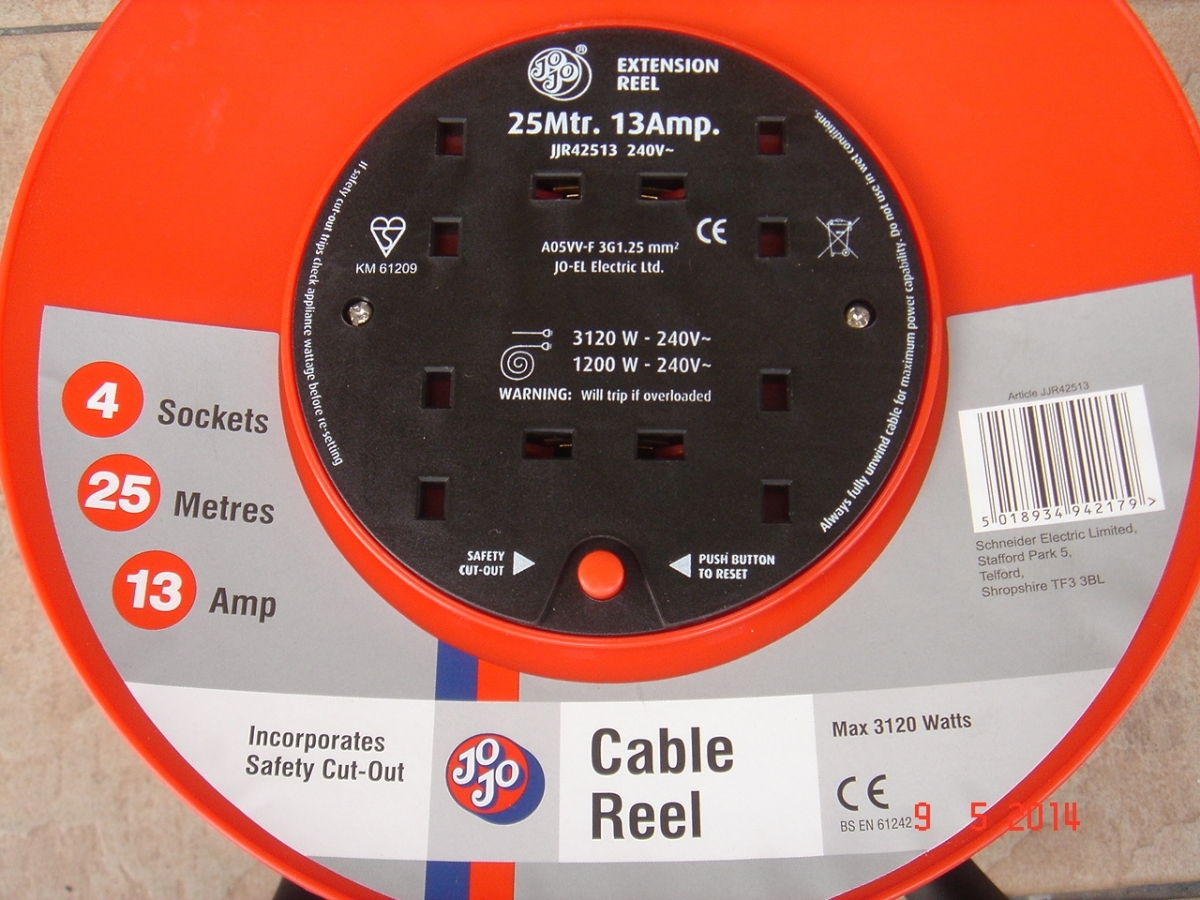 JOJO®
EXTENSION
REEL
25Mtr. 13Amp.
JJR42513 240V~
If safety cut-out trips check appliance wattage before re-setting
Always fully unwind cable for maximum power capability. Do not use in wet conditions.
KM 61209
CE
A05VV-F 3G1.25 mm²
JO-EL Electric Ltd.
3120 W - 240V~
1200 W - 240V~
WARNING: Will trip if overloaded
SAFETY
CUT-OUT
PUSH BUTTON
TO RESET
4 Sockets
25 Metres
13 Amp
Article JJR42513
5 018934 942179 >
Schneider Electric Limited,
Stafford Park 5,
Telford,
Shropshire TF3 3BL
Incorporates
Safety Cut-Out
JOJO
Cable
Reel
Max 3120 Watts
CE
BS EN 61242
9 5 2014